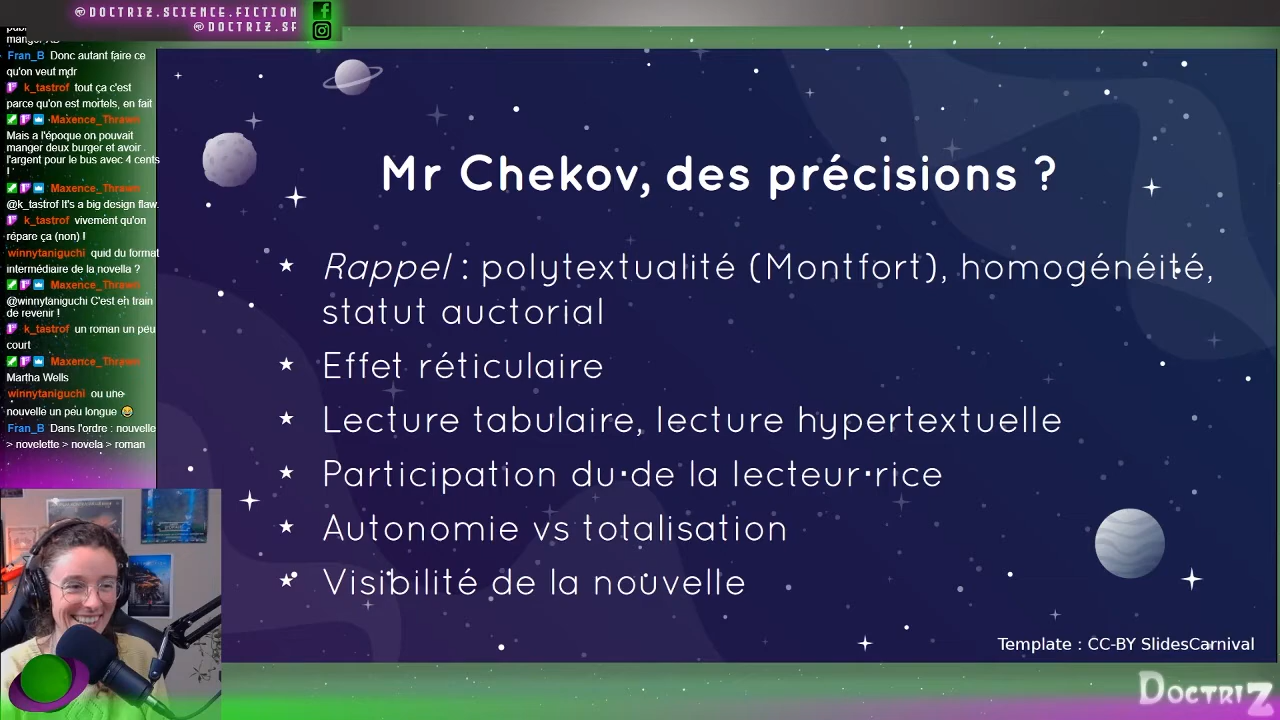 @DOCTRIZ.SCIENCE.FICTION
@DOCTRIZ.SF
Fran_B Donc autant faire ce
qu'on veut mdr
k_tastrof tout ça c'est
parce qu'on est mortels, en fait
Maxence_Thrawn
Mais a l'époque on pouvait
manger deux burger et avoir
l'argent pour le bus avec 4 cents
!
Maxence_Thrawn
@k_tastrof It's a big design flaw.
k_tastrof vivement qu'on
répare ça (non) !
winnytaniguchi quid du format
intermédiaire de la novella ?
Maxence_Thrawn
@winnytaniguchi C'est en train
de revenir !
k_tastrof un roman un peu
court
Maxence_Thrawn
Martha Wells
winnytaniguchi ou une
nouvelle un peu longue
Fran_B Dans l'ordre : nouvelle
> novelette > novela > roman
Mr Chekov, des précisions ?
Rappel : polytextualité (Montfort), homogénéité,
statut auctorial
Effet réticulaire
Lecture tabulaire, lecture hypertextuelle
Participation du·de la lecteur·rice
Autonomie vs totalisation
Visibilité de la nouvelle
Template : CC-BY SlidesCarnival
DOCTRIZ